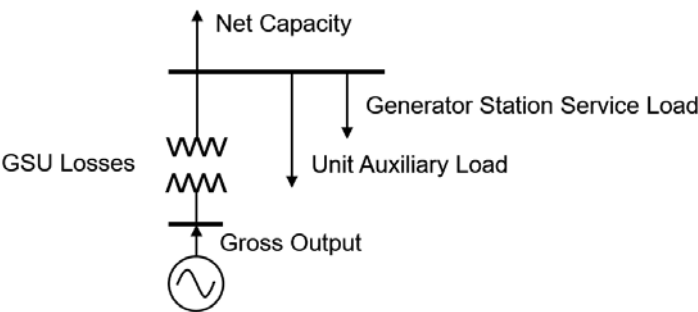 Net Capacity
Generator Station Service Load
GSU Losses
Unit Auxiliary Load
Gross Output